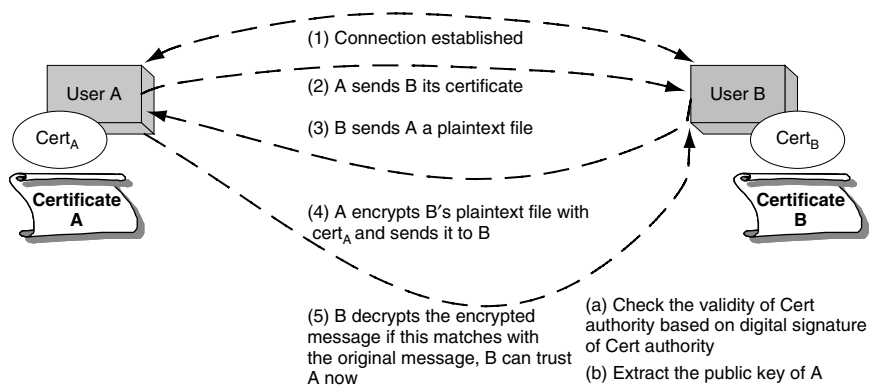 (1) Connection established
User A
User B
(2) A sends B its certificate
Cert_A
(3) B sends A a plaintext file
Cert_B
Certificate
A
Certificate
B
(4) A encrypts B′s plaintext file with
cert_A and sends it to B
(5) B decrypts the encrypted
message if this matches with
the original message, B can trust
A now
(a) Check the validity of Cert
authority based on digital signature
of Cert authority
(b) Extract the public key of A